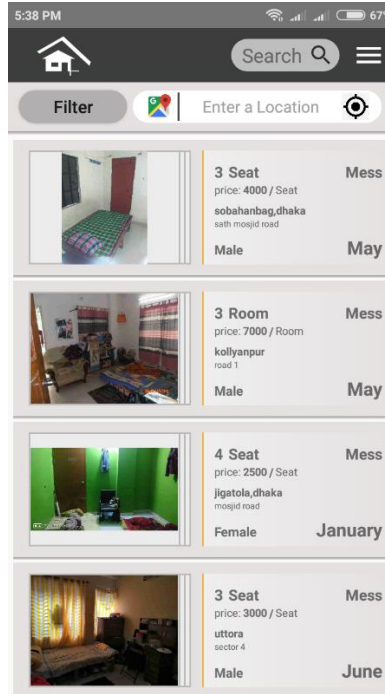 5:38 PM 67%
Search
Filter Enter a Location
3 Seat Mess
price: 4000 / Seat
sobahanbag,dhaka
sath mosjid road
Male May
3 Room Mess
price: 7000 / Room
kollyanpur
road 1
Male May
4 Seat Mess
price: 2500 / Seat
jigatola,dhaka
mosjid road
Female January
3 Seat Mess
price: 3000 / Seat
uttora
sector 4
Male June